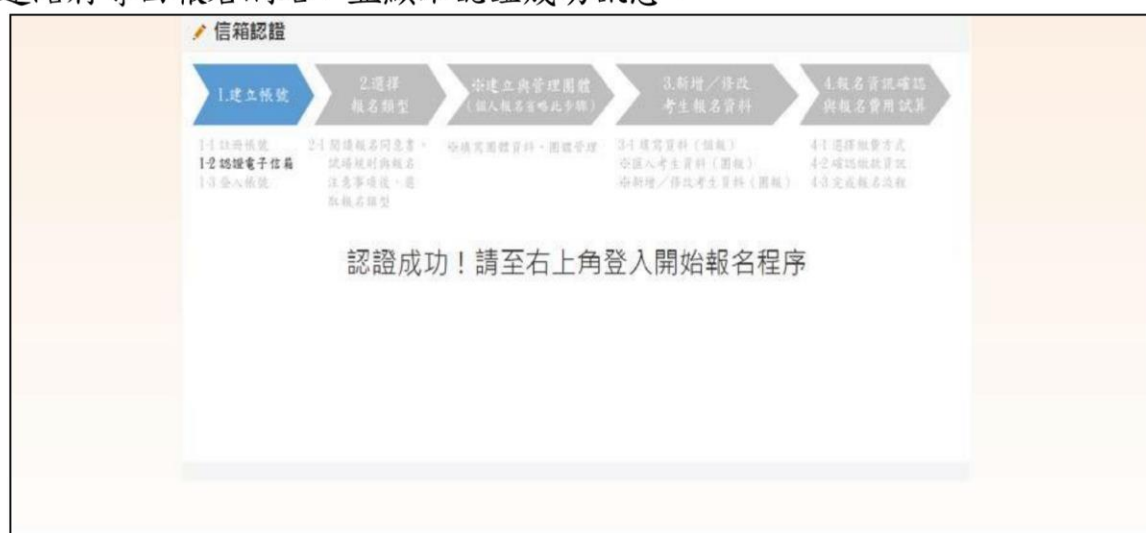 信箱認證
1.建立帳號
2.選擇
報名類型
※建立與管理團體
(個人報名省略此步驟)
3.新增／修改
考生報名資料
4.報名資訊確認
與報名費用試算
1-1 註冊帳號
1-2 認證電子信箱
1-3 登入帳號
2-1 閱讀報名同意書、
試場規則與報名
注意事項後，選
取報名類型
※填寫團體資料、團體管理
3-1 填寫資料（個報）
※匯入考生資料（團報）
※新增／修改考生資料（團報）
4-1 選擇繳費方式
4-2 確認繳款資訊
4-3 完成報名流程
認證成功！請至右上角登入開始報名程序